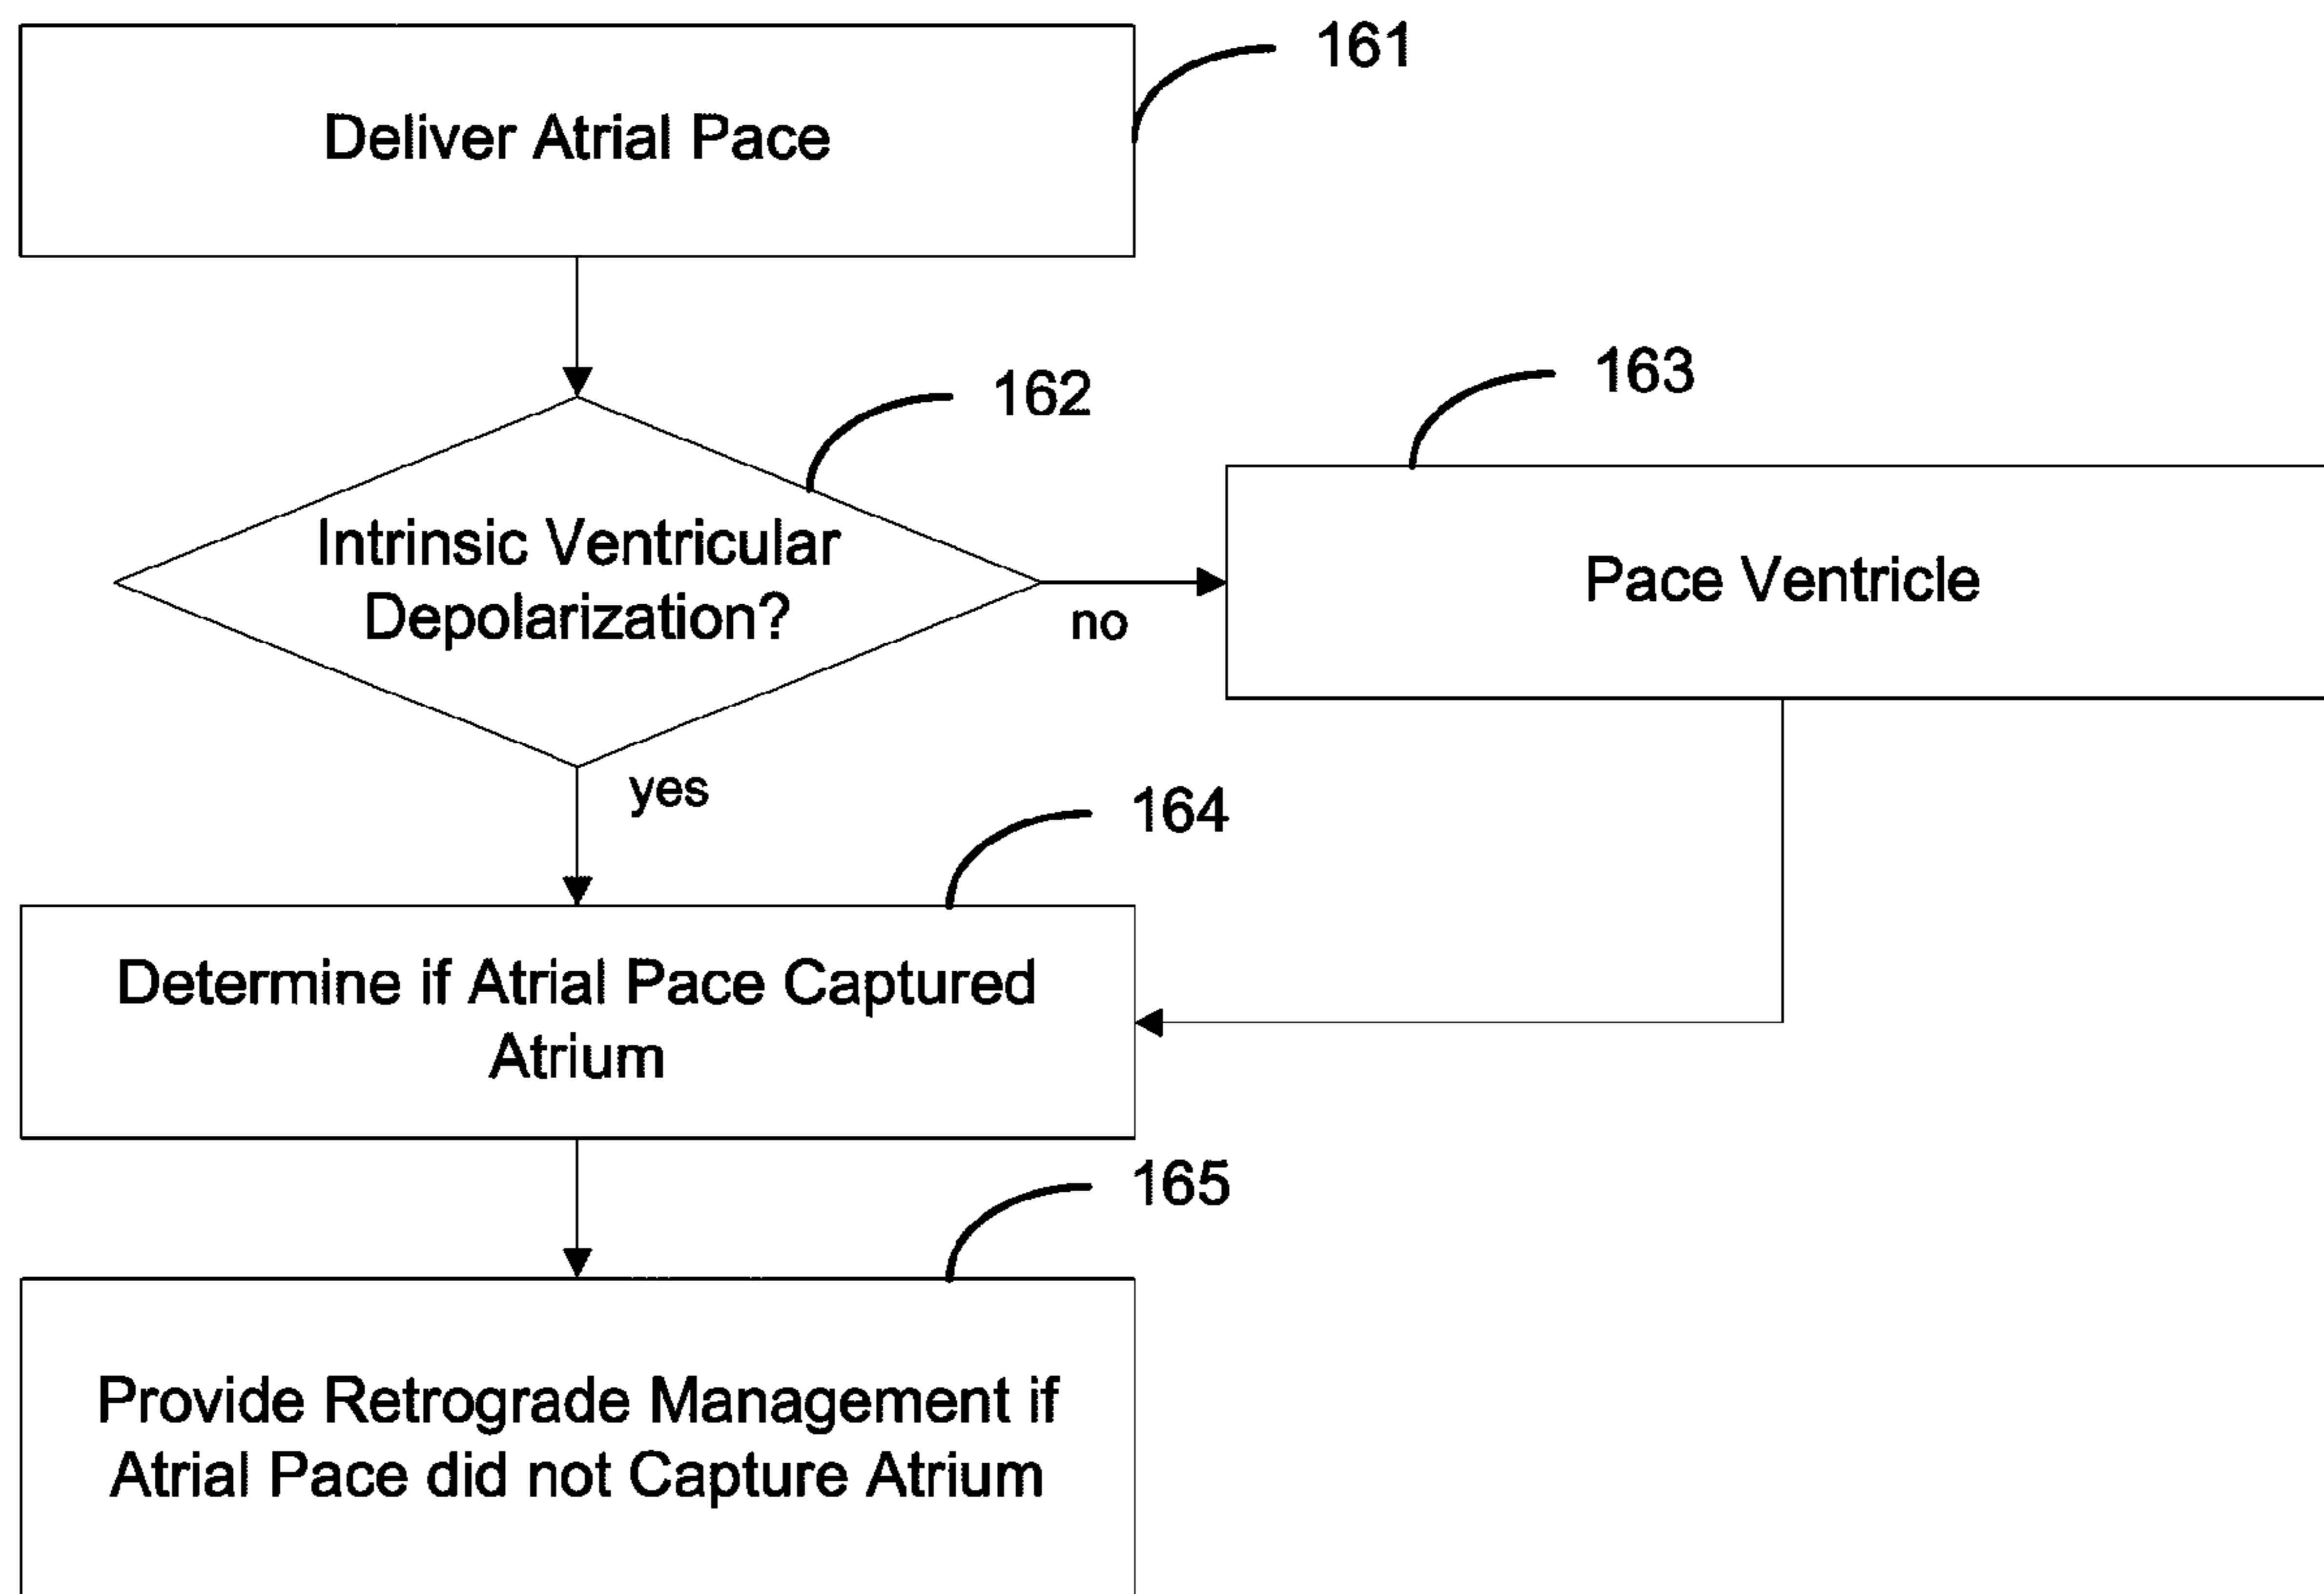 161
Deliver Atrial Pace
162
163
Intrinsic Ventricular
Depolarization?
no
Pace Ventricle
yes
164
Determine if Atrial Pace Captured
Atrium
165
Provide Retrograde Management if
Atrial Pace did not Capture Atrium